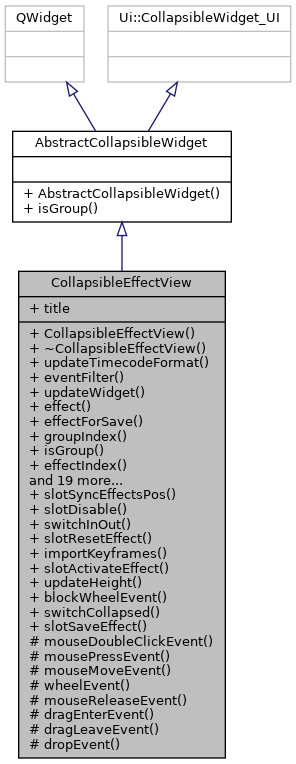 QWidget
Ui::CollapsibleWidget_UI
AbstractCollapsibleWidget
+ AbstractCollapsibleWidget()
+ isGroup()
CollapsibleEffectView
+ title
+ CollapsibleEffectView()
+ ~CollapsibleEffectView()
+ updateTimecodeFormat()
+ eventFilter()
+ updateWidget()
+ effect()
+ effectForSave()
+ groupIndex()
+ isGroup()
+ effectIndex()
and 19 more...
+ slotSyncEffectsPos()
+ slotDisable()
+ switchInOut()
+ slotResetEffect()
+ importKeyframes()
+ slotActivateEffect()
+ updateHeight()
+ blockWheelEvent()
+ switchCollapsed()
+ slotSaveEffect()
# mouseDoubleClickEvent()
# mousePressEvent()
# mouseMoveEvent()
# wheelEvent()
# mouseReleaseEvent()
# dragEnterEvent()
# dragLeaveEvent()
# dropEvent()